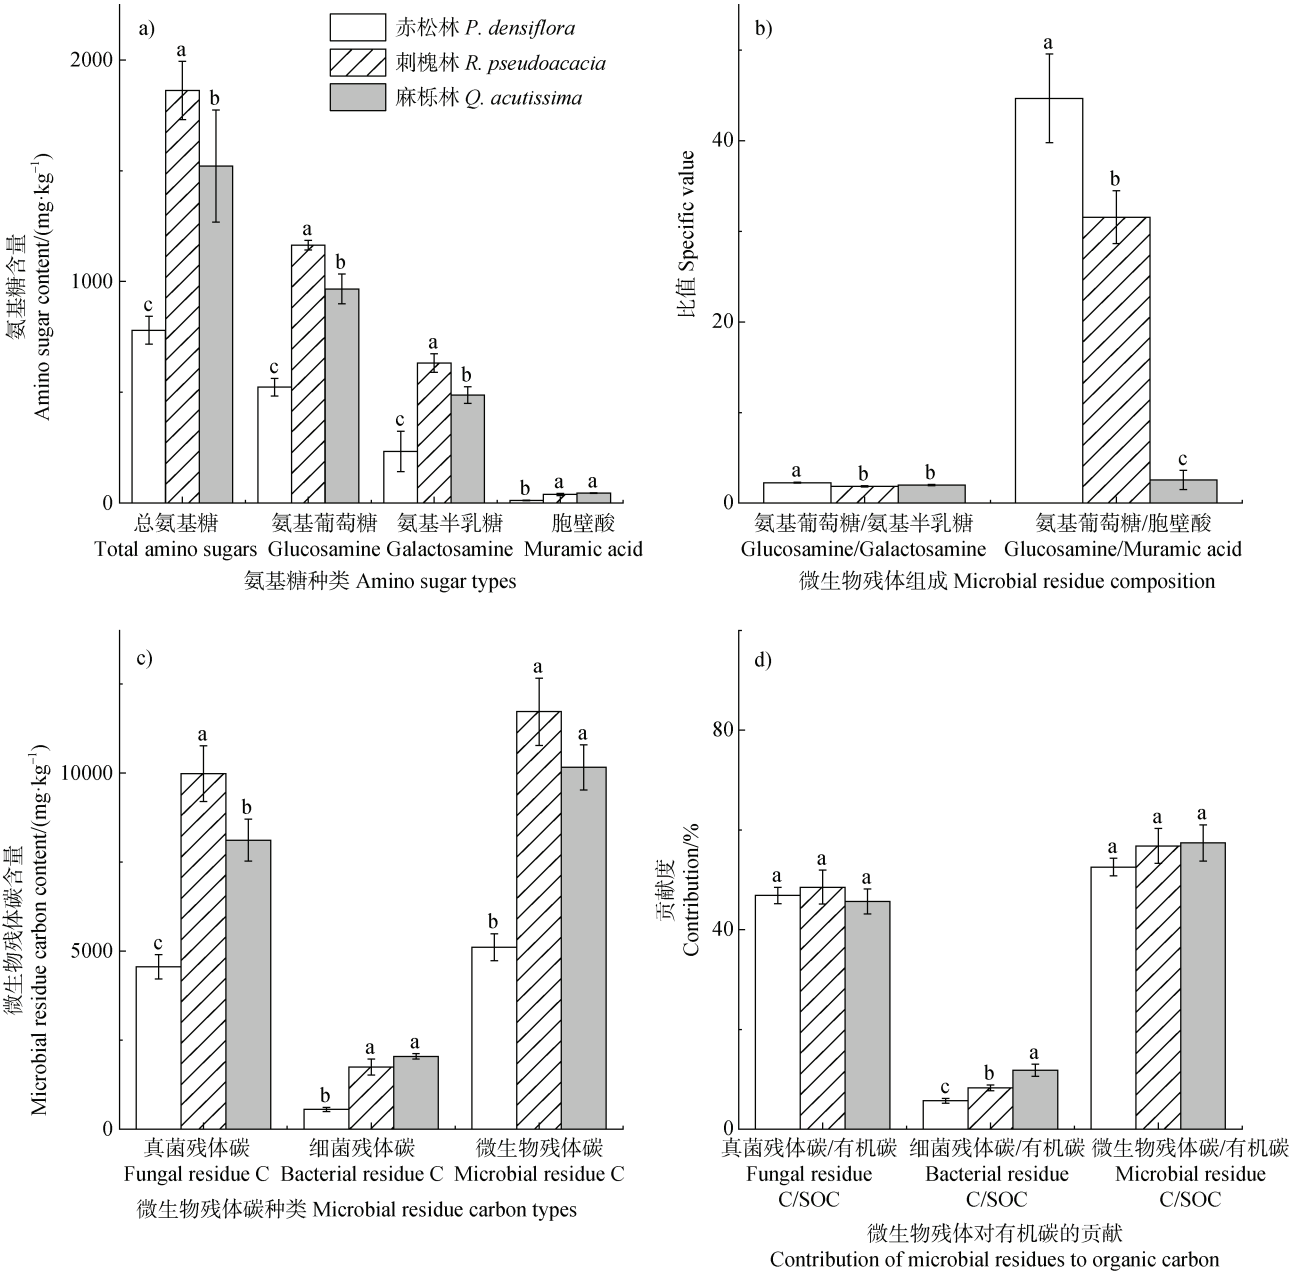 a)
赤松林 P. densiflora
刺槐林 R. pseudoacacia
麻栎林 Q. acutissima
氨基糖含量
Amino sugar content/(mg·kg⁻¹)
2000
1000
0
a
b
c
a
b
c
a
b
c
b
a
a
总氨基糖
氨基葡萄糖
氨基半乳糖
胞壁酸
Total amino sugars
Glucosamine
Galactosamine
Muramic acid
氨基糖种类 Amino sugar types
b)
比值 Specific value
40
20
0
a
b
b
a
b
c
氨基葡萄糖/氨基半乳糖
氨基葡萄糖/胞壁酸
Glucosamine/Galactosamine
Glucosamine/Muramic acid
微生物残体组成 Microbial residue composition
c)
微生物残体碳含量
Microbial residue carbon content/(mg·kg⁻¹)
10000
5000
0
c
a
b
b
a
a
b
a
a
真菌残体碳
细菌残体碳
微生物残体碳
Fungal residue C
Bacterial residue C
Microbial residue C
微生物残体碳种类 Microbial residue carbon types
d)
贡献度
Contribution/%
80
40
0
a
a
a
c
b
a
a
a
a
真菌残体碳/有机碳
细菌残体碳/有机碳
微生物残体碳/有机碳
Fungal residue
C/SOC
Bacterial residue
C/SOC
Microbial residue
C/SOC
微生物残体对有机碳的贡献
Contribution of microbial residues to organic carbon